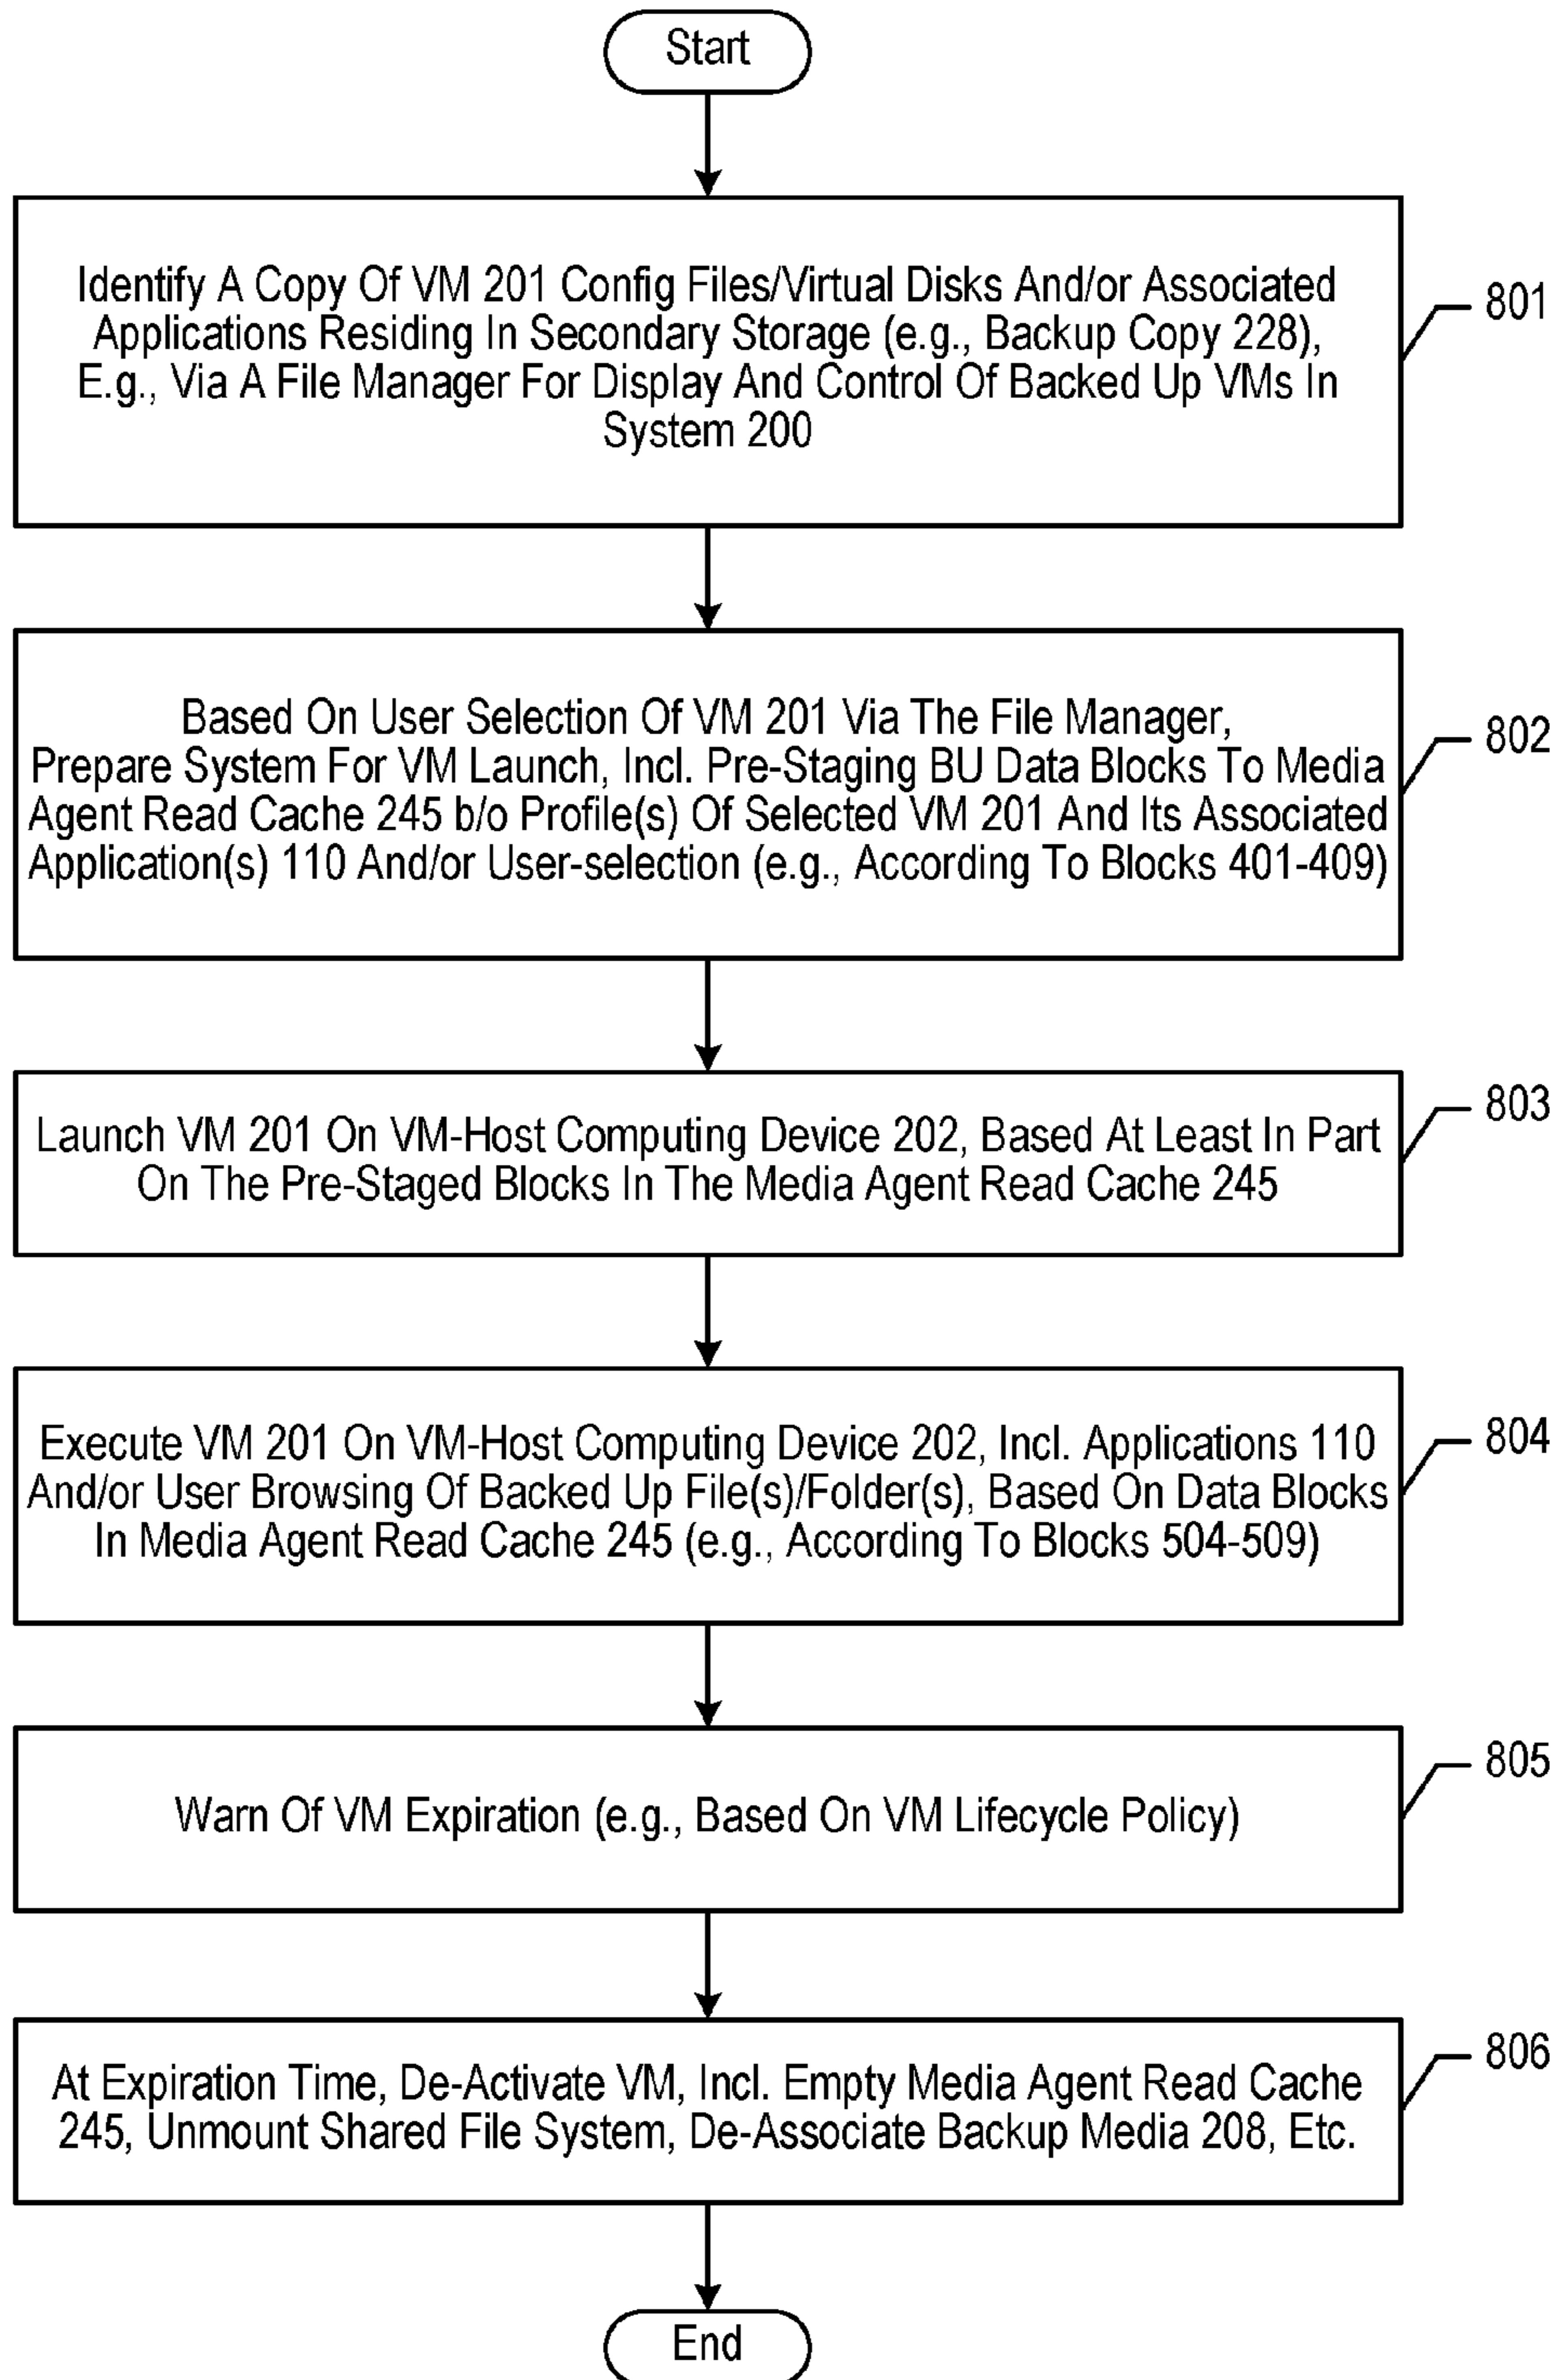 Start
Identify A Copy Of VM 201 Config Files/Virtual Disks And/or Associated
Applications Residing In Secondary Storage (e.g., Backup Copy 228),
E.g., Via A File Manager For Display And Control Of Backed Up VMs In
System 200
801
Based On User Selection Of VM 201 Via The File Manager,
Prepare System For VM Launch, Incl. Pre-Staging BU Data Blocks To Media
Agent Read Cache 245 b/o Profile(s) Of Selected VM 201 And Its Associated
Application(s) 110 And/or User-selection (e.g., According To Blocks 401-409)
802
Launch VM 201 On VM-Host Computing Device 202, Based At Least In Part
On The Pre-Staged Blocks In The Media Agent Read Cache 245
803
Execute VM 201 On VM-Host Computing Device 202, Incl. Applications 110
And/or User Browsing Of Backed Up File(s)/Folder(s), Based On Data Blocks
In Media Agent Read Cache 245 (e.g., According To Blocks 504-509)
804
Warn Of VM Expiration (e.g., Based On VM Lifecycle Policy)
805
At Expiration Time, De-Activate VM, Incl. Empty Media Agent Read Cache
245, Unmount Shared File System, De-Associate Backup Media 208, Etc.
806
End